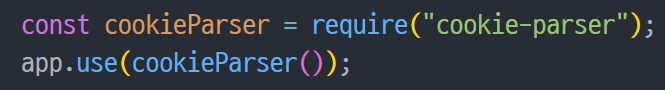 const cookieParser = require("cookie-parser");
app.use(cookieParser());